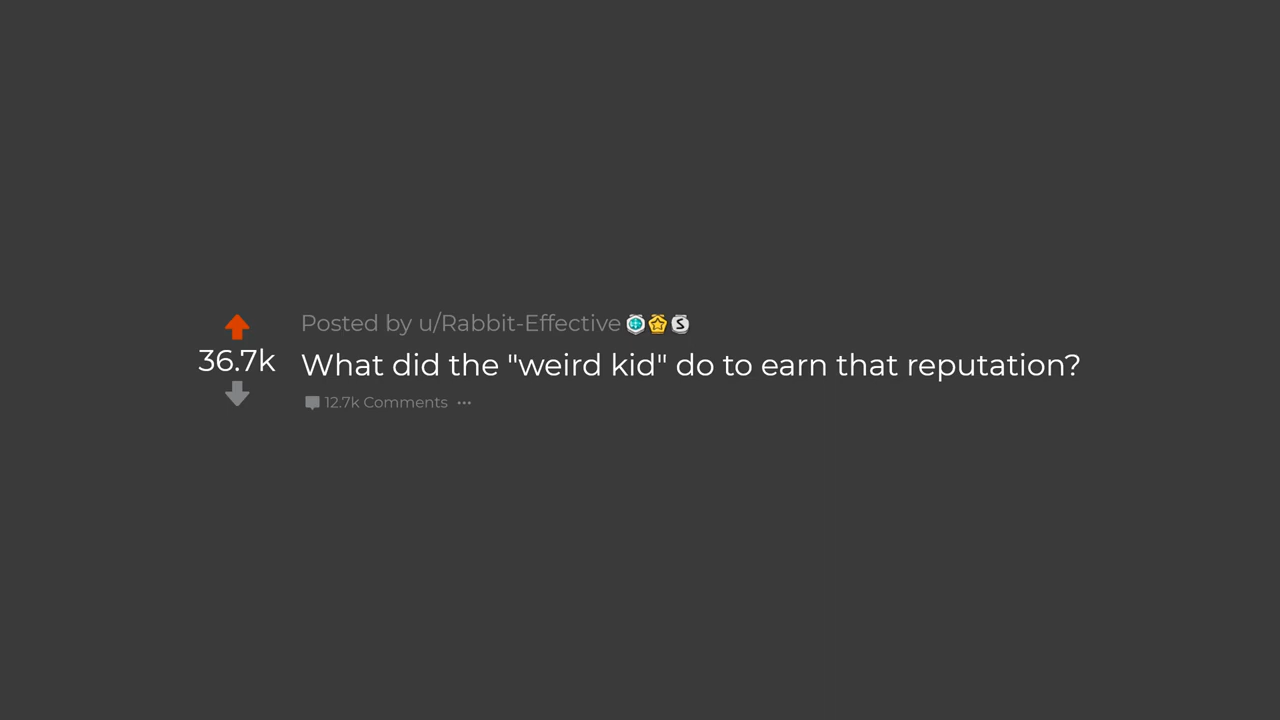 Posted by u/Rabbit-Effective
36.7k
What did the "weird kid" do to earn that reputation?
12.7k Comments